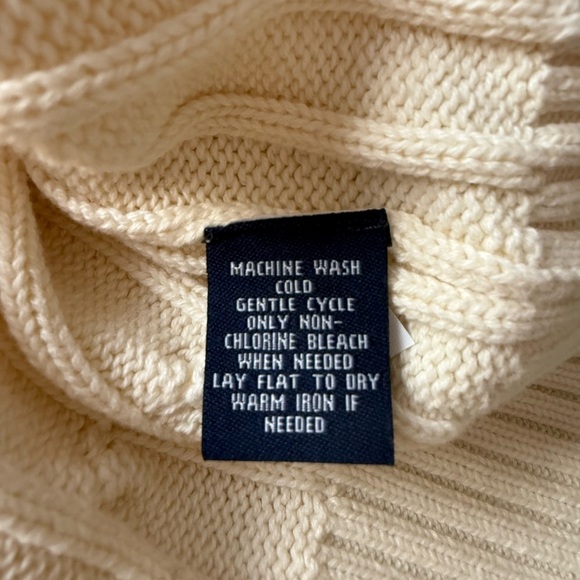 MACHINE WASH
COLD
GENTLE CYCLE
ONLY NON-
CHLORINE BLEACH
WHEN NEEDED
LAY FLAT TO DRY
WARM IRON IF
NEEDED